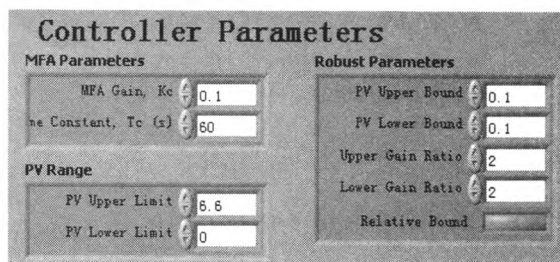 Controller Parameters
MFA Parameters
MFA Gain, Kc 0.1
ne Constant, Tc (s) 60
PV Range
PV Upper Limit 6.6
PV Lower Limit 0
Robust Parameters
PV Upper Bound 0.1
PV Lower Bound 0.1
Upper Gain Ratio 2
Lower Gain Ratio 2
Relative Bound